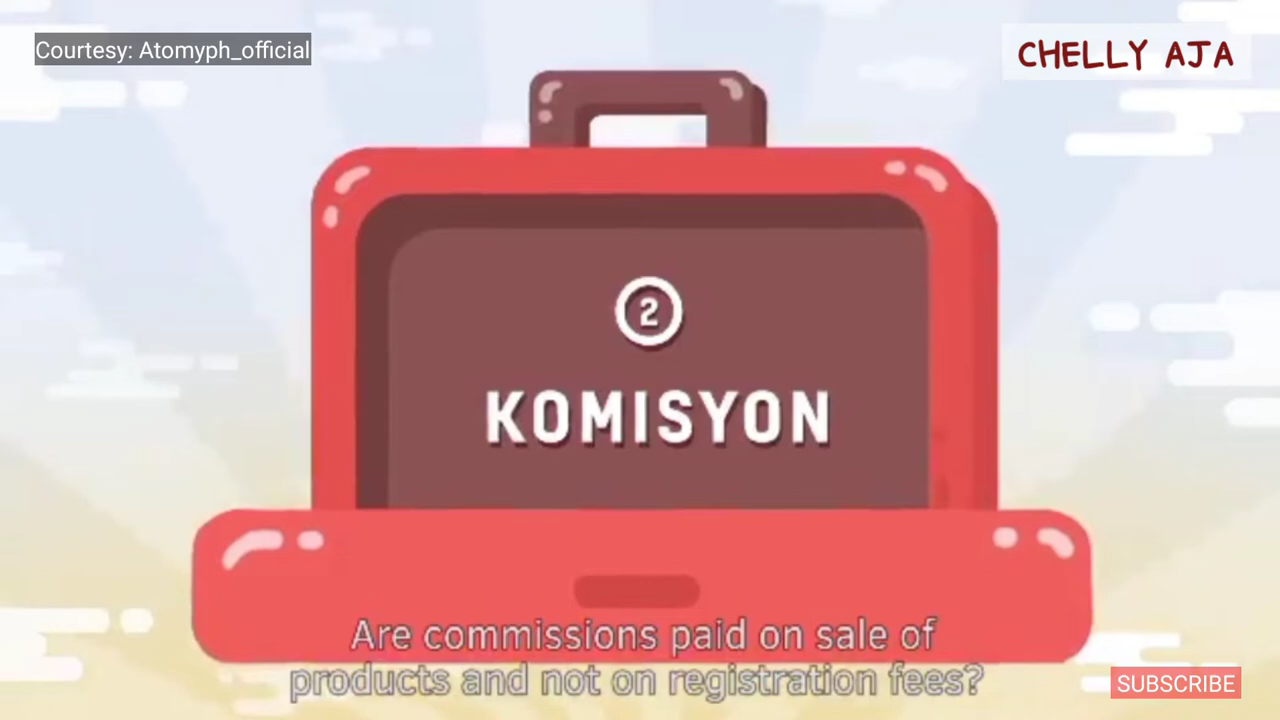 Courtesy: Atomyph_official
CHELLY AJA
2
KOMISYON
Are commissions paid on sale of
products and not on registration fees?
SUBSCRIBE